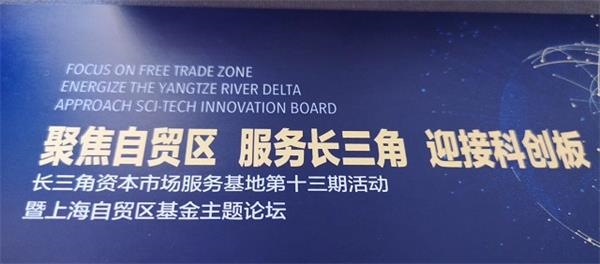 FOCUS ON FREE TRADE ZONE
ENERGIZE THE YANGTZE RIVER DELTA
APPROACH SCI-TECH INNOVATION BOARD
聚焦自贸区 服务长三角 迎接科创板
长三角资本市场服务基地第十三期活动
暨上海自贸区基金主题论坛